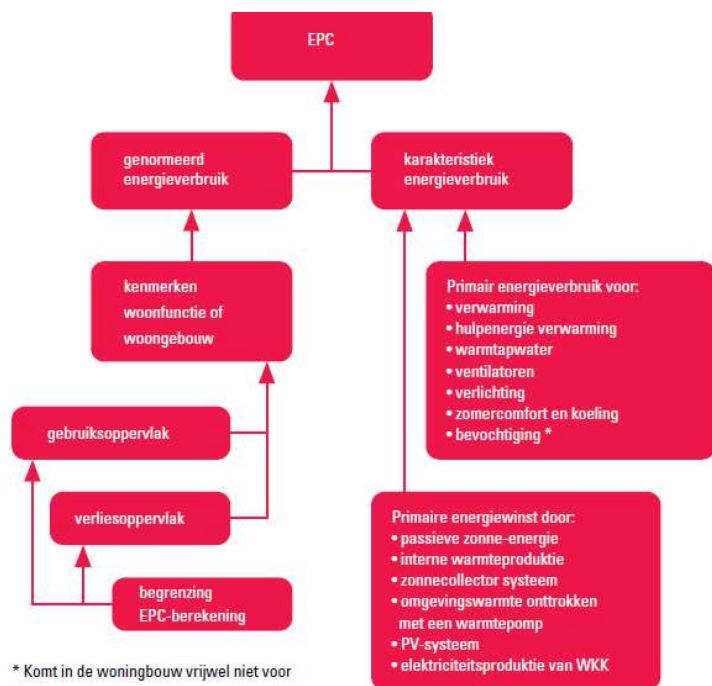 EPC
genormeerd
energieverbruik
karakteristiek
energieverbruik
kenmerken
woonfunctie of
woongebouw
Primair energieverbruik voor:
• verwarming
• hulpenergie verwarming
• warmtapwater
• ventilatoren
• verlichting
• zomercomfort en koeling
• bevochtiging *
gebruiksoppervlak
verliesoppervlak
begrenzing
EPC-berekening
Primaire energiewinst door:
• passieve zonne-energie
• interne warmteproduktie
• zonnecollector systeem
• omgevingswarmte onttrokken
met een warmtepomp
• PV-systeem
• elektriciteitsproduktie van WKK
* Komt in de woningbouw vrijwel niet voor